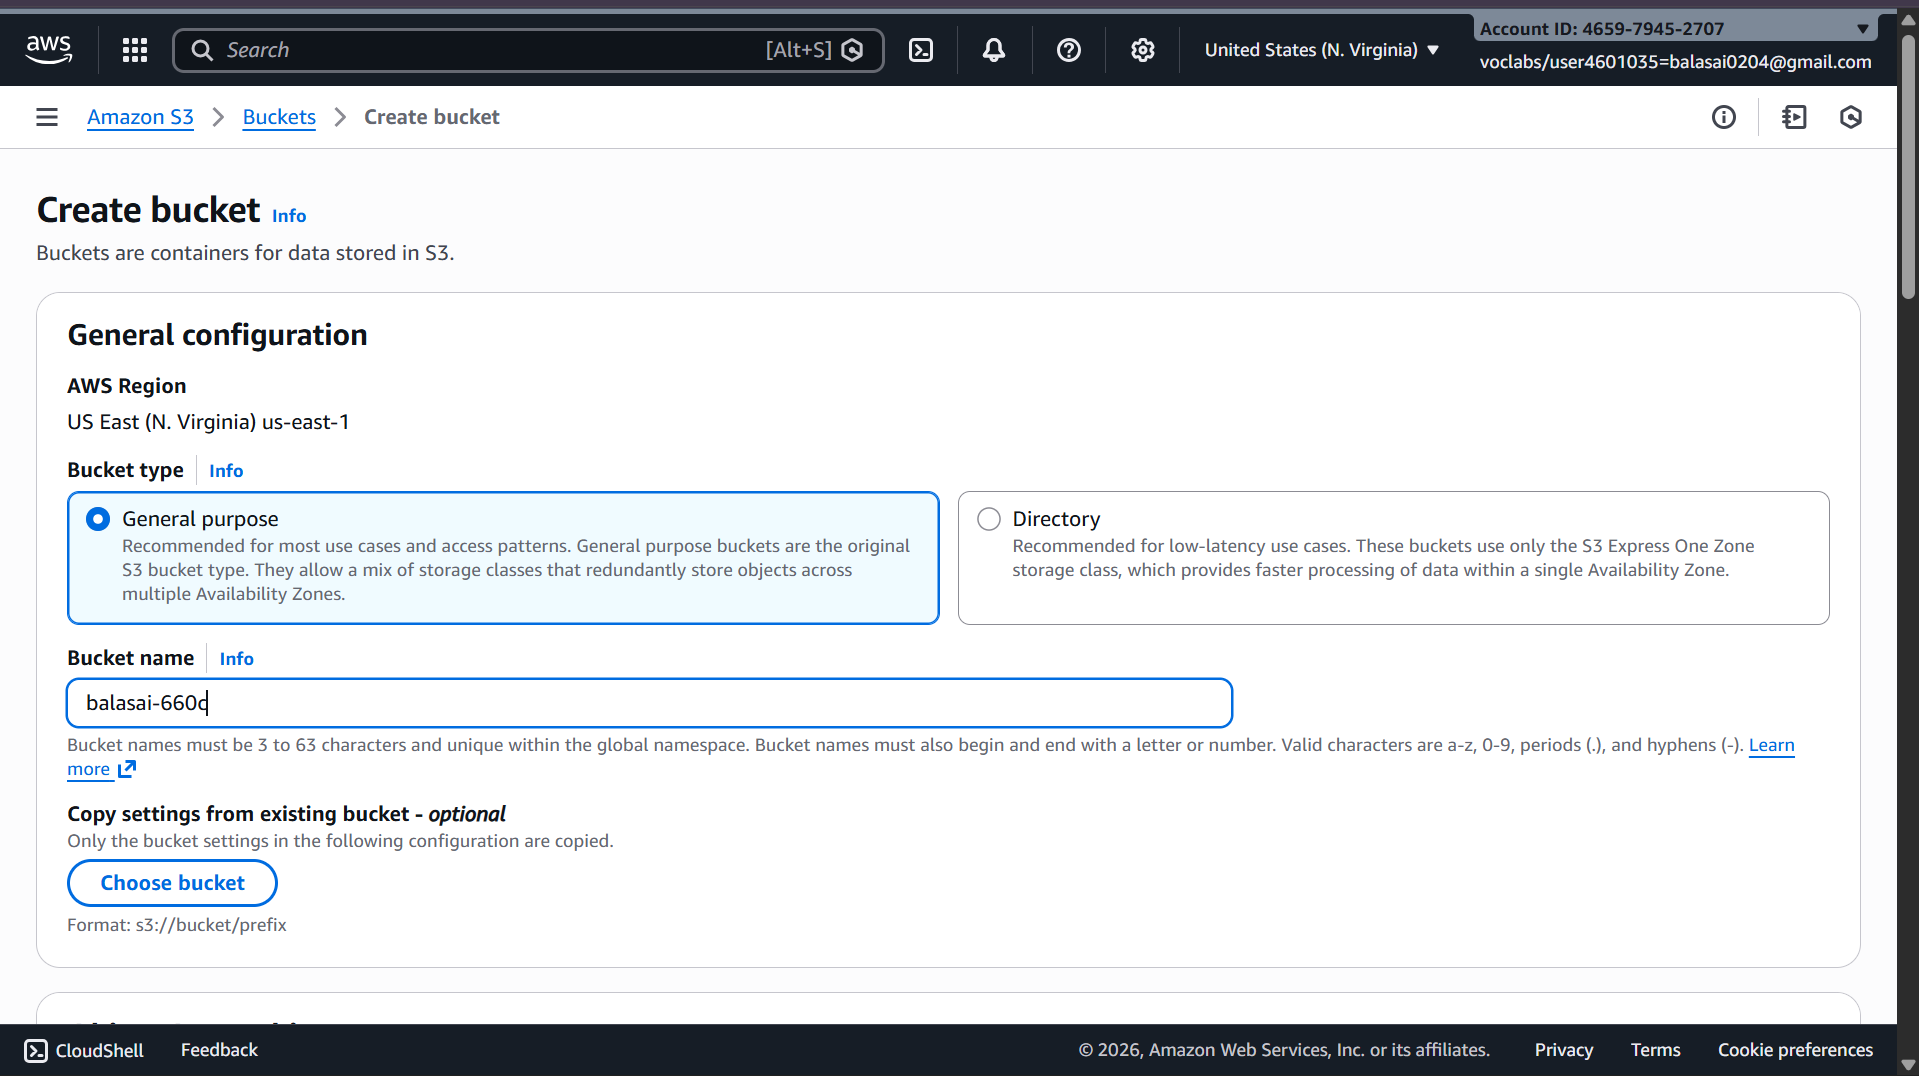 aws
Search [Alt+S]
United States (N. Virginia)
Account ID: 4659-7945-2707
voclabs/user4601035=balasai0204@gmail.com
Amazon S3 > Buckets > Create bucket
Create bucket Info
Buckets are containers for data stored in S3.
General configuration
AWS Region
US East (N. Virginia) us-east-1
Bucket type Info
General purpose
Recommended for most use cases and access patterns. General purpose buckets are the original
S3 bucket type. They allow a mix of storage classes that redundantly store objects across
multiple Availability Zones.
Directory
Recommended for low-latency use cases. These buckets use only the S3 Express One Zone
storage class, which provides faster processing of data within a single Availability Zone.
Bucket name Info
balasai-660c
Bucket names must be 3 to 63 characters and unique within the global namespace. Bucket names must also begin and end with a letter or number. Valid characters are a-z, 0-9, periods (.), and hyphens (-). Learn
more
Copy settings from existing bucket - optional
Only the bucket settings in the following configuration are copied.
Choose bucket
Format: s3://bucket/prefix
CloudShell
Feedback
© 2026, Amazon Web Services, Inc. or its affiliates.
Privacy
Terms
Cookie preferences